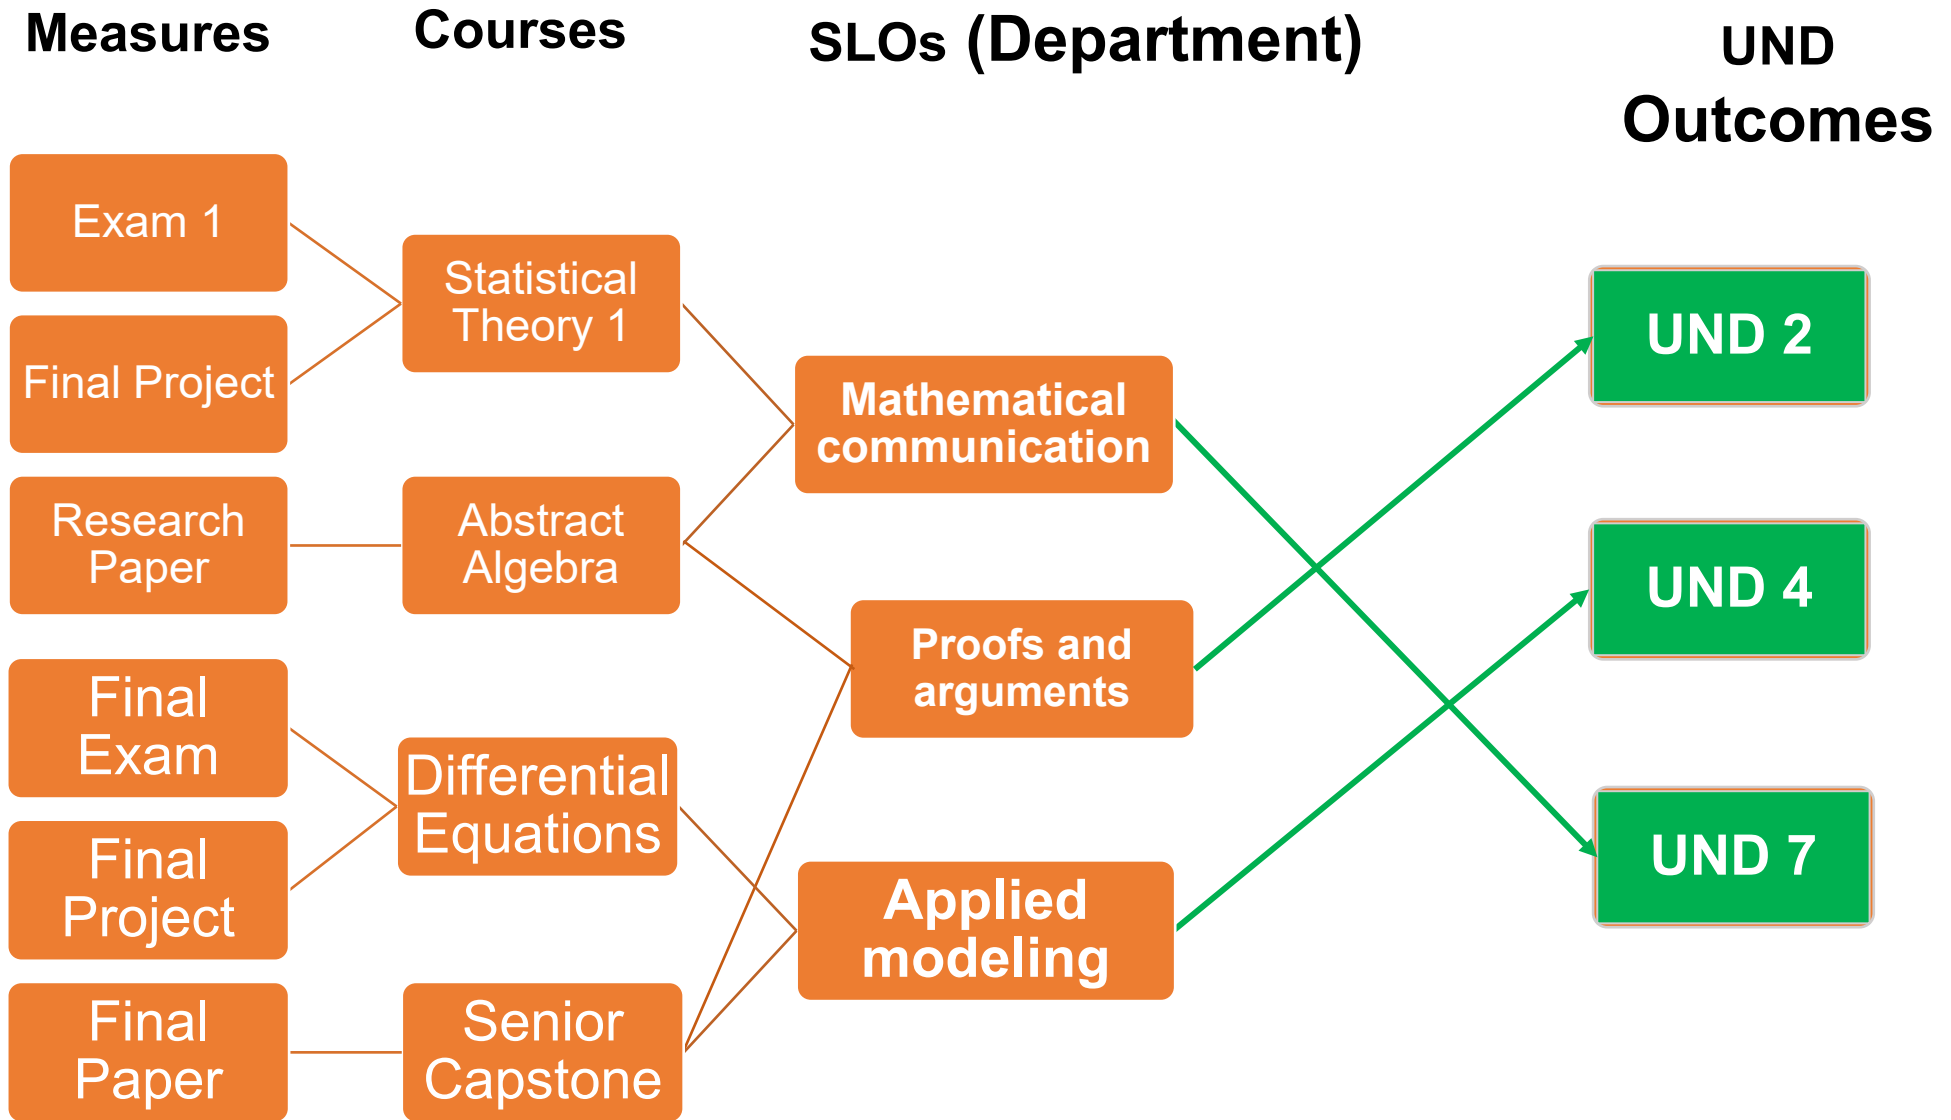 Measures
Courses
SLOs (Department)
UND
Outcomes
Exam 1
Final Project
Research
Paper
Final
Exam
Final
Project
Final
Paper
Statistical
Theory 1
Abstract
Algebra
Differential
Equations
Senior
Capstone
Mathematical
communication
Proofs and
arguments
Applied
modeling
UND 2
UND 4
UND 7